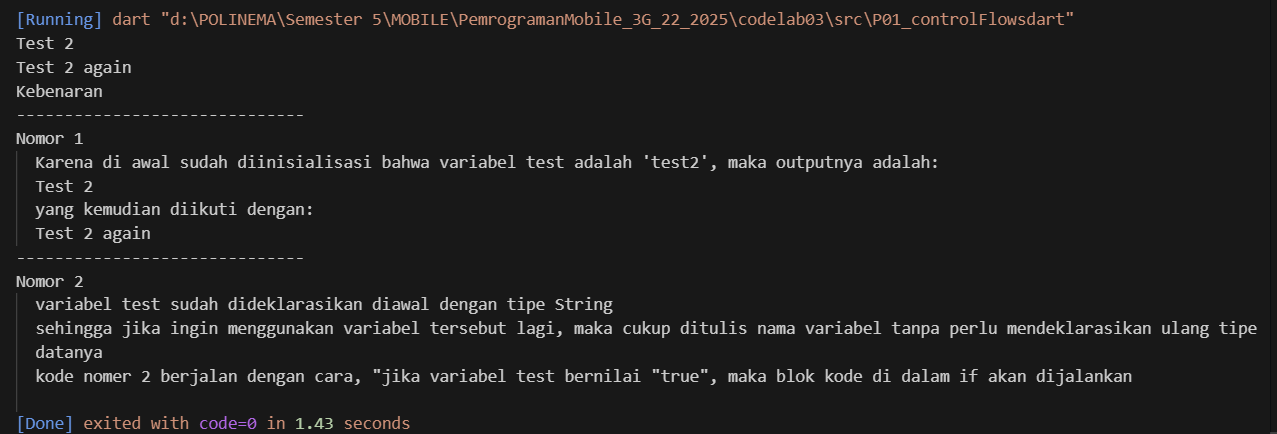 [Running] dart "d:\POLINEMA\Semester 5\MOBILE\PemrogramanMobile_3G_22_2025\codelab03\src\P01_controlFlowsdart"
Test 2
Test 2 again
Kebenaran
------------------------------
Nomor 1
Karena di awal sudah diinisialisasi bahwa variabel test adalah 'test2', maka outputnya adalah:
Test 2
yang kemudian diikuti dengan:
Test 2 again
------------------------------
Nomor 2
variabel test sudah dideklarasikan diawal dengan tipe String
sehingga jika ingin menggunakan variabel tersebut lagi, maka cukup ditulis nama variabel tanpa perlu mendeklarasikan ulang tipe
datanya
kode nomer 2 berjalan dengan cara, "jika variabel test bernilai "true", maka blok kode di dalam if akan dijalankan
[Done] exited with code=0 in 1.43 seconds